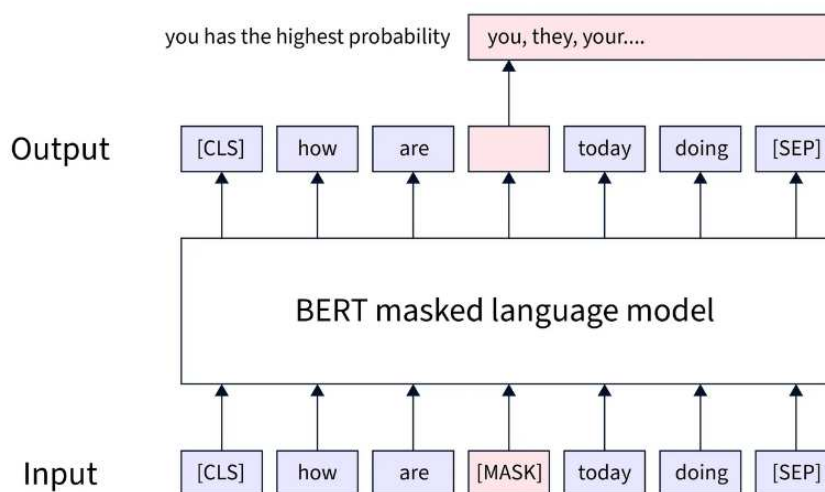 you has the highest probability you, they, your....
Output [CLS] how are today doing [SEP]
BERT masked language model
Input [CLS] how are [MASK] today doing [SEP]